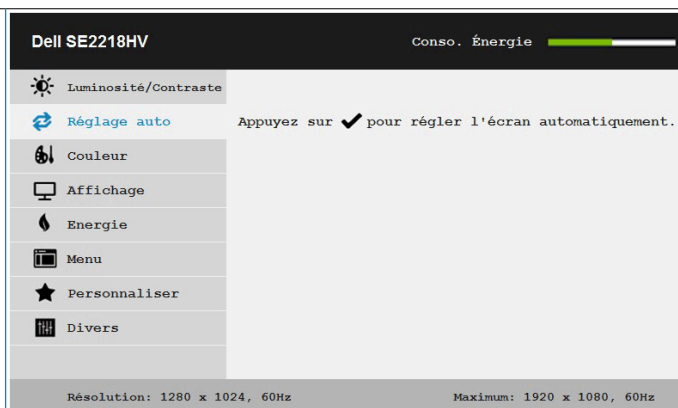 Dell SE2218HV
Conso. Énergie
Luminosité/Contraste
Réglage auto
Appuyez sur ✔ pour régler l'écran automatiquement.
Couleur
Affichage
Energie
Menu
Personnaliser
Divers
Résolution: 1280 x 1024, 60Hz
Maximum: 1920 x 1080, 60Hz